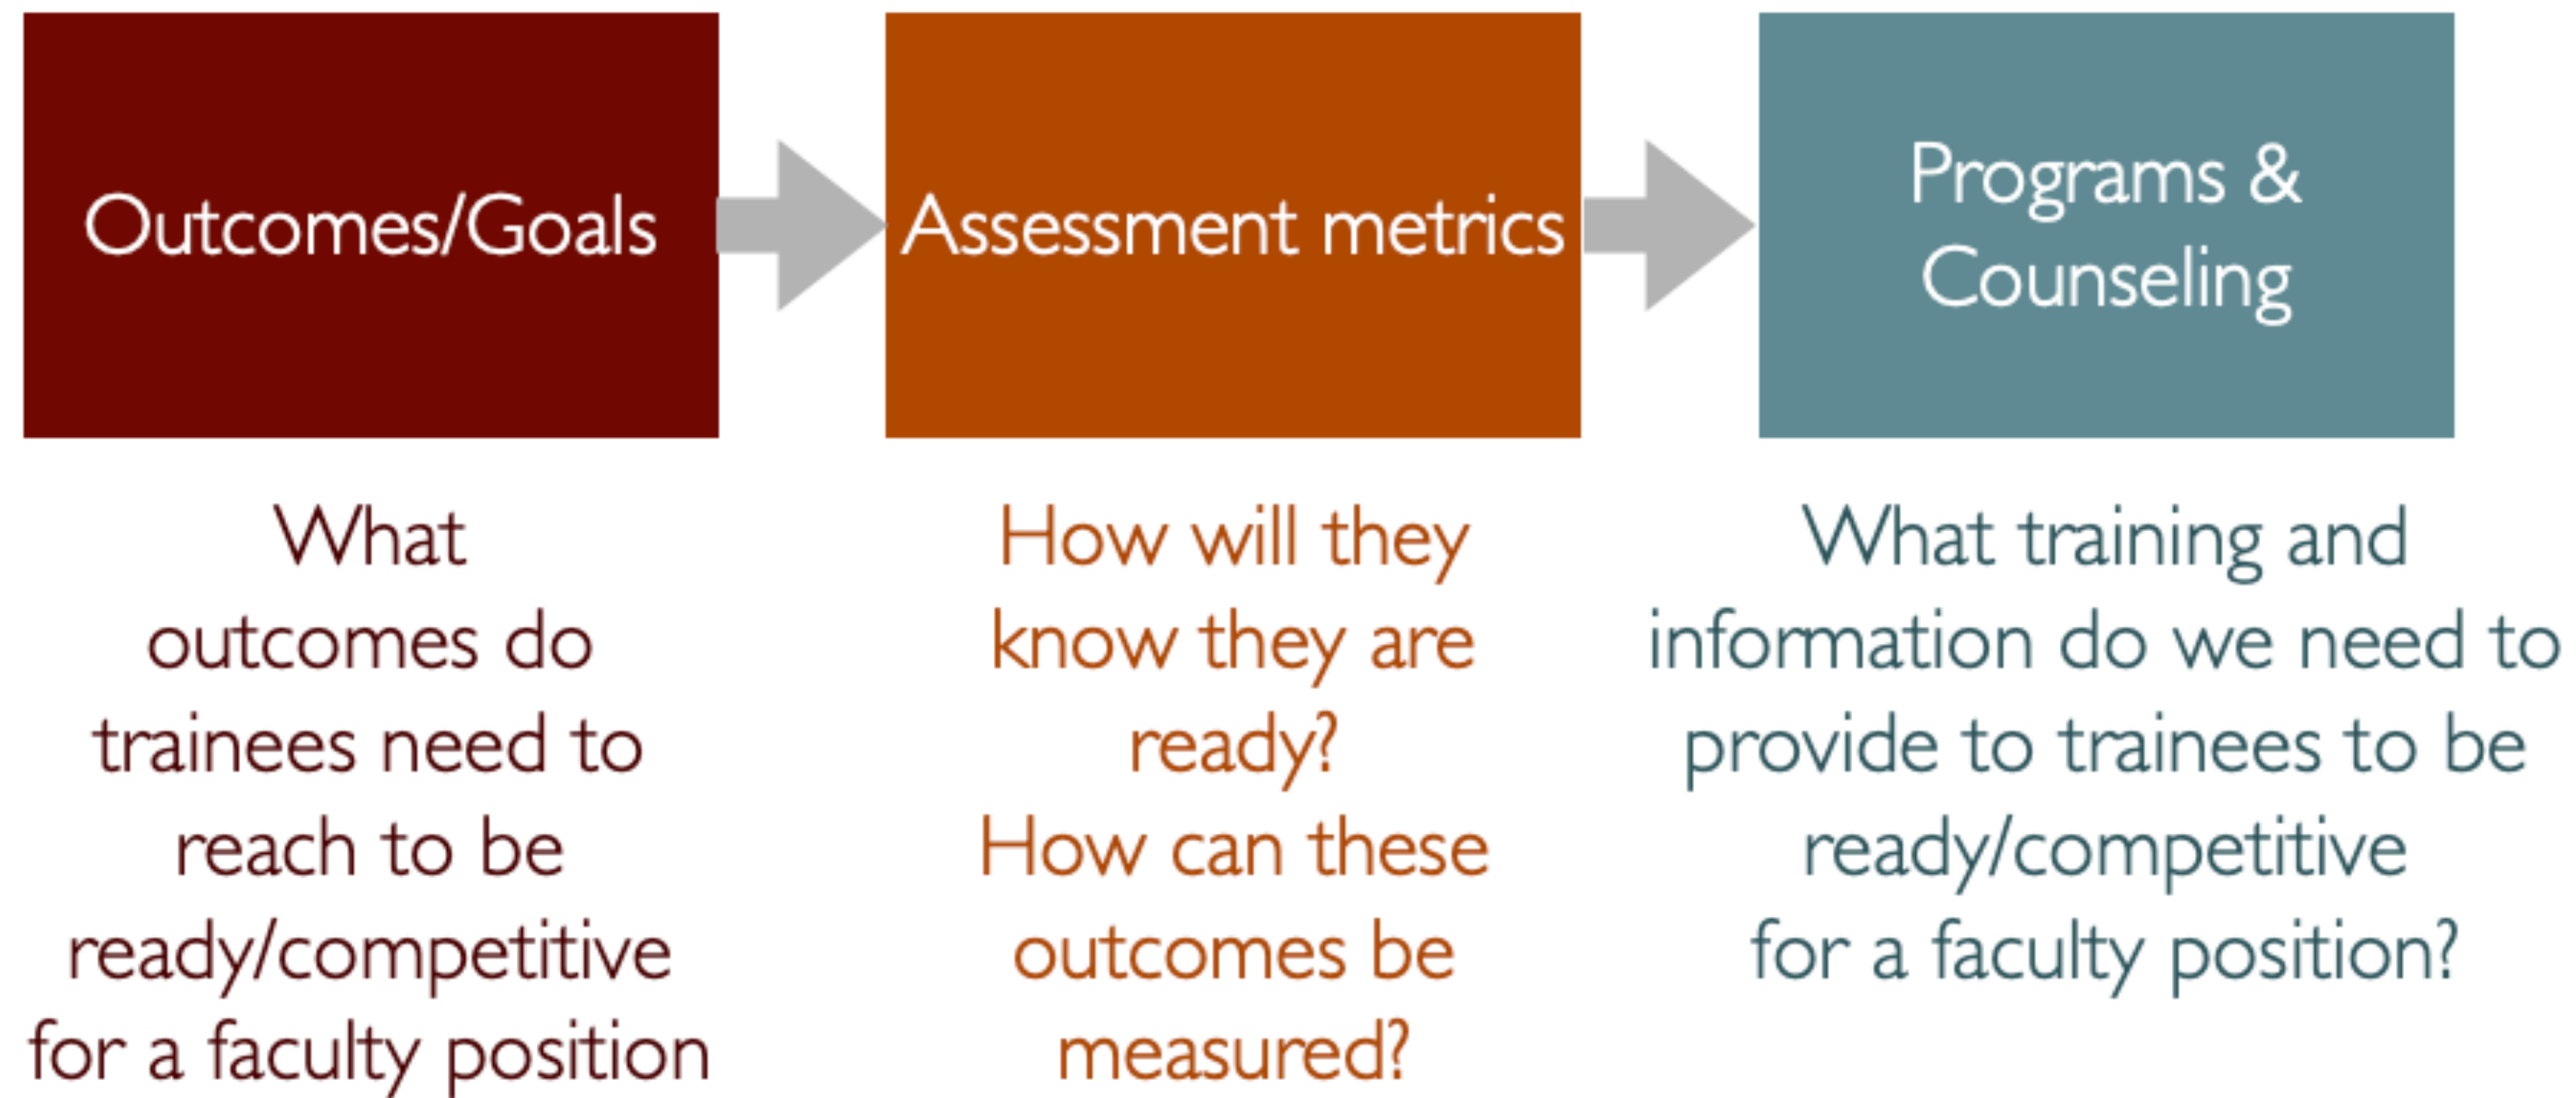 Outcomes/Goals
Assessment metrics
Programs &
Counseling
What
outcomes do
trainees need to
reach to be
ready/competitive
for a faculty position
How will they
know they are
ready?
How can these
outcomes be
measured?
What training and
information do we need to
provide to trainees to be
ready/competitive
for a faculty position?